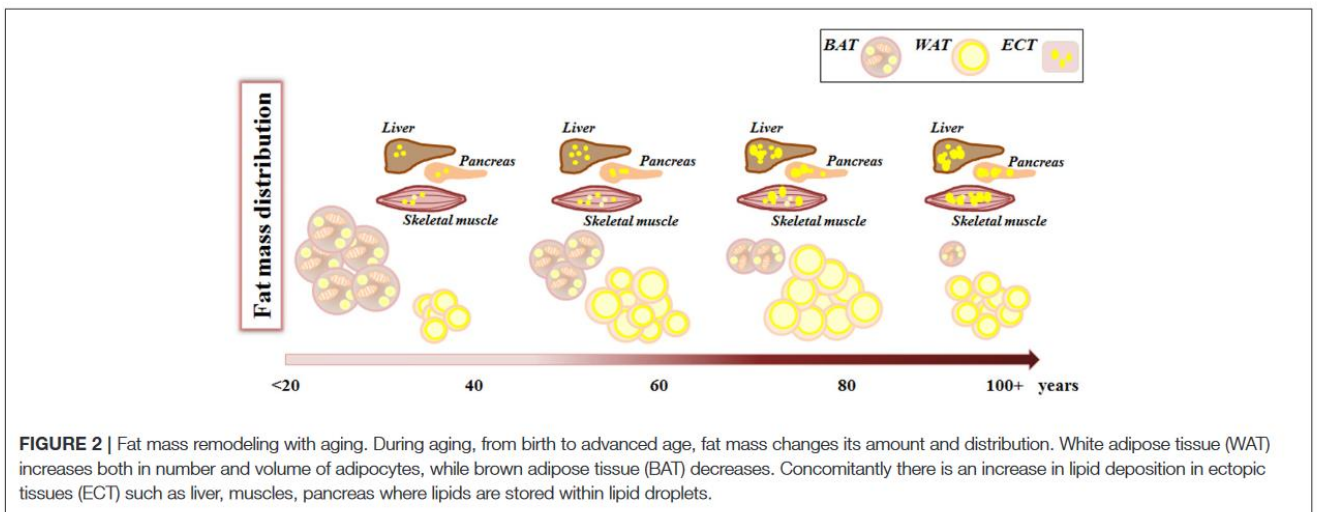 BAT WAT ECT
Fat mass distribution
Liver Liver Liver Liver
Pancreas Pancreas Pancreas Pancreas
Skeletal muscle Skeletal muscle Skeletal muscle Skeletal muscle
<20 40 60 80 100+ years
FIGURE 2 | Fat mass remodeling with aging. During aging, from birth to advanced age, fat mass changes its amount and distribution. White adipose tissue (WAT)
increases both in number and volume of adipocytes, while brown adipose tissue (BAT) decreases. Concomitantly there is an increase in lipid deposition in ectopic
tissues (ECT) such as liver, muscles, pancreas where lipids are stored within lipid droplets.